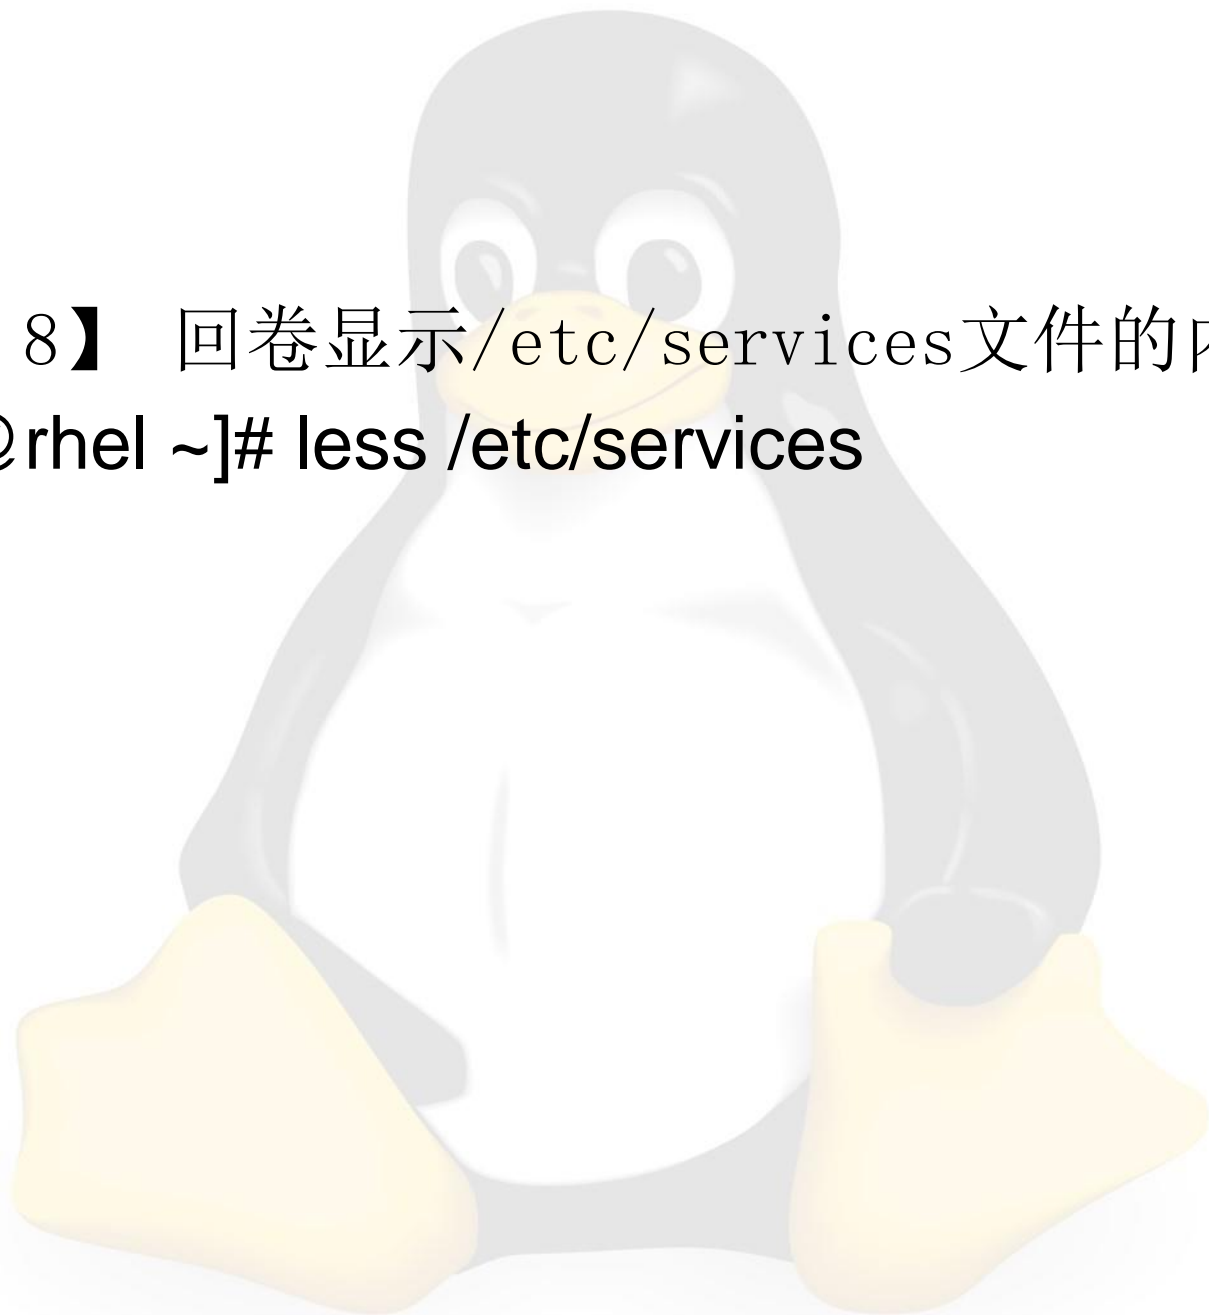 8】 回卷显示/etc/services文件的
@rhel ~]# less /etc/services